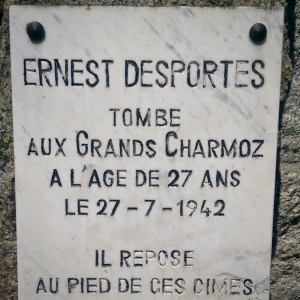 ERNEST DESPORTES
TOMBE
AUX GRANDS CHARMOZ
A L'AGE DE 27 ANS
LE 27-7-1942
IL REPOSE
AU PIED DE CES CIMES